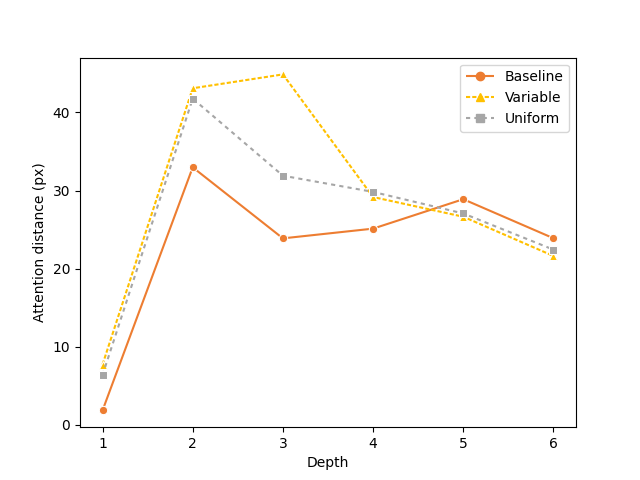 Baseline
Variable
Uniform
Attention distance (px)
40
30
20
10
0
1 2 3 4 5 6
Depth